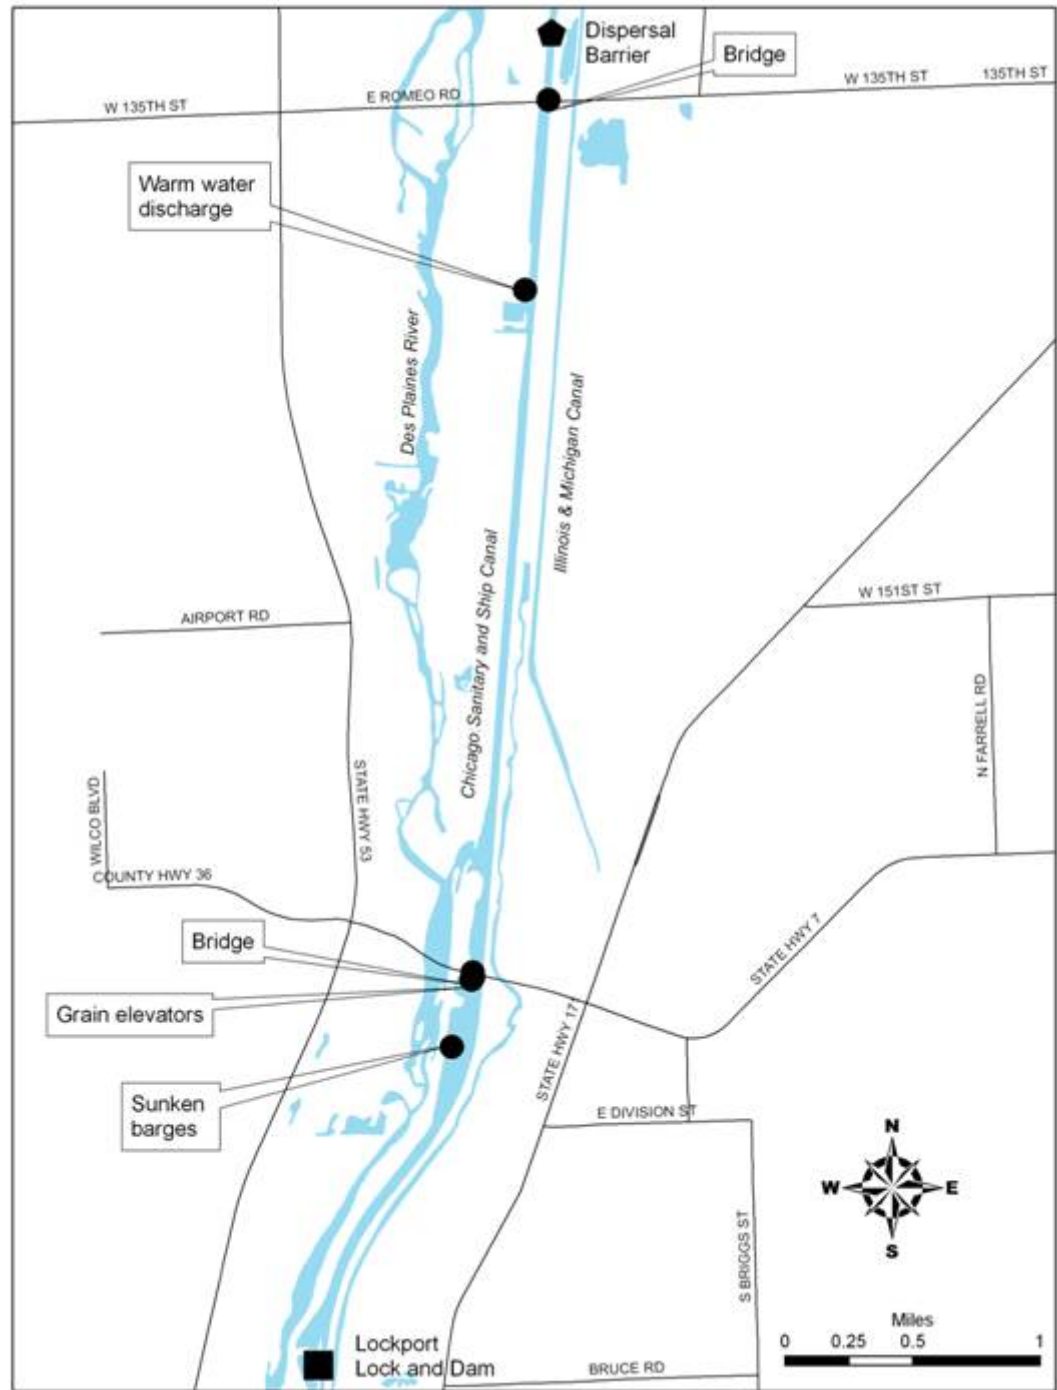 Dispersal
Barrier
Bridge
W 135TH ST
E ROMEO RD
W 135TH ST
135TH ST
Warm water
discharge
Des Plaines River
Illinois & Michigan Canal
Chicago Sanitary and Ship Canal
W 151ST ST
AIRPORT RD
N FARRELL RD
STATE HWY 53
WILCO BLVD
COUNTY HWY 36
Bridge
STATE HWY 7
Grain elevators
STATE HWY 17
Sunken
barges
E DIVISION ST
N
W
E
S
S BRIGGS ST
Miles
0
0.25
0.5
1
Lockport
Lock and Dam
BRUCE RD